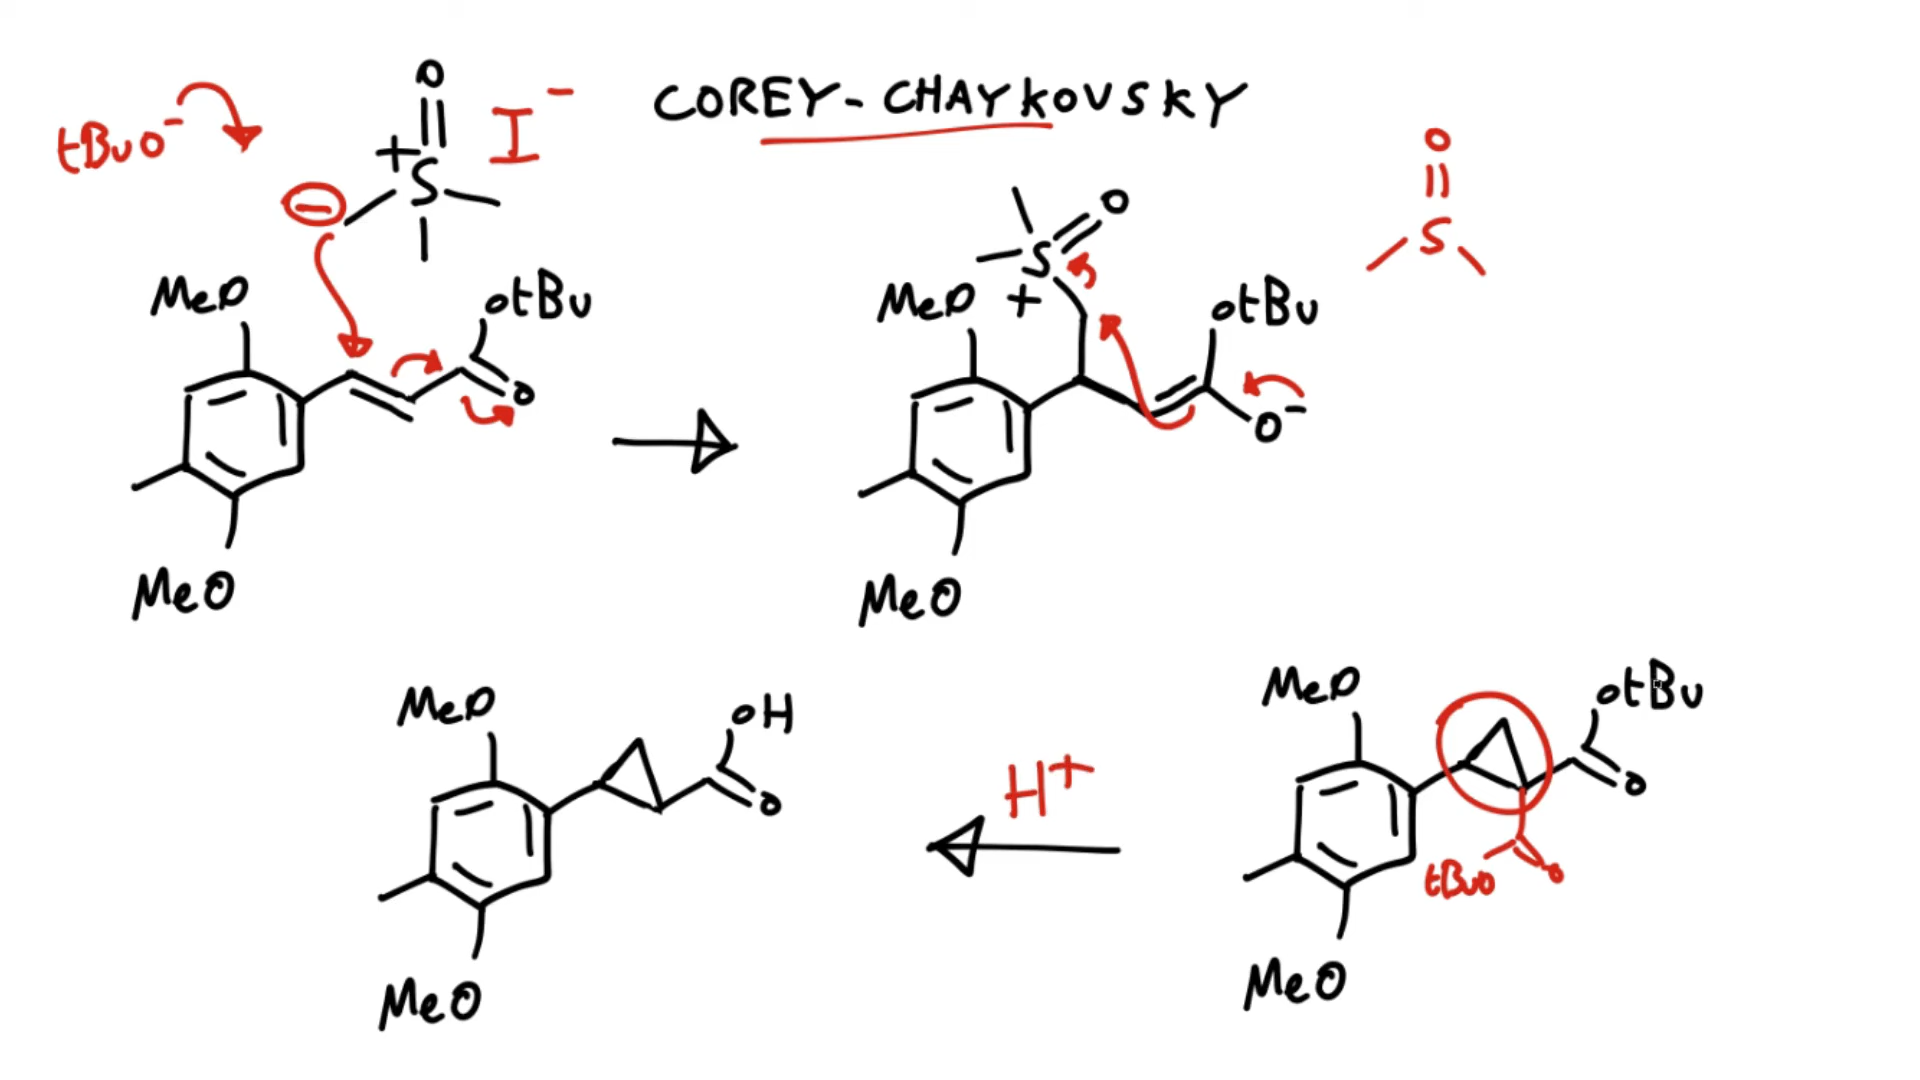 COREY-CHAYKOVSKY
tBuO⁻
O
+
S
I⁻
−
MeO
OtBu
O
MeO
O
S
+
MeO
OtBu
O⁻
MeO
O
S
MeO
OtBu
O
tBuO
O
MeO
H⁺
MeO
OH
O
MeO